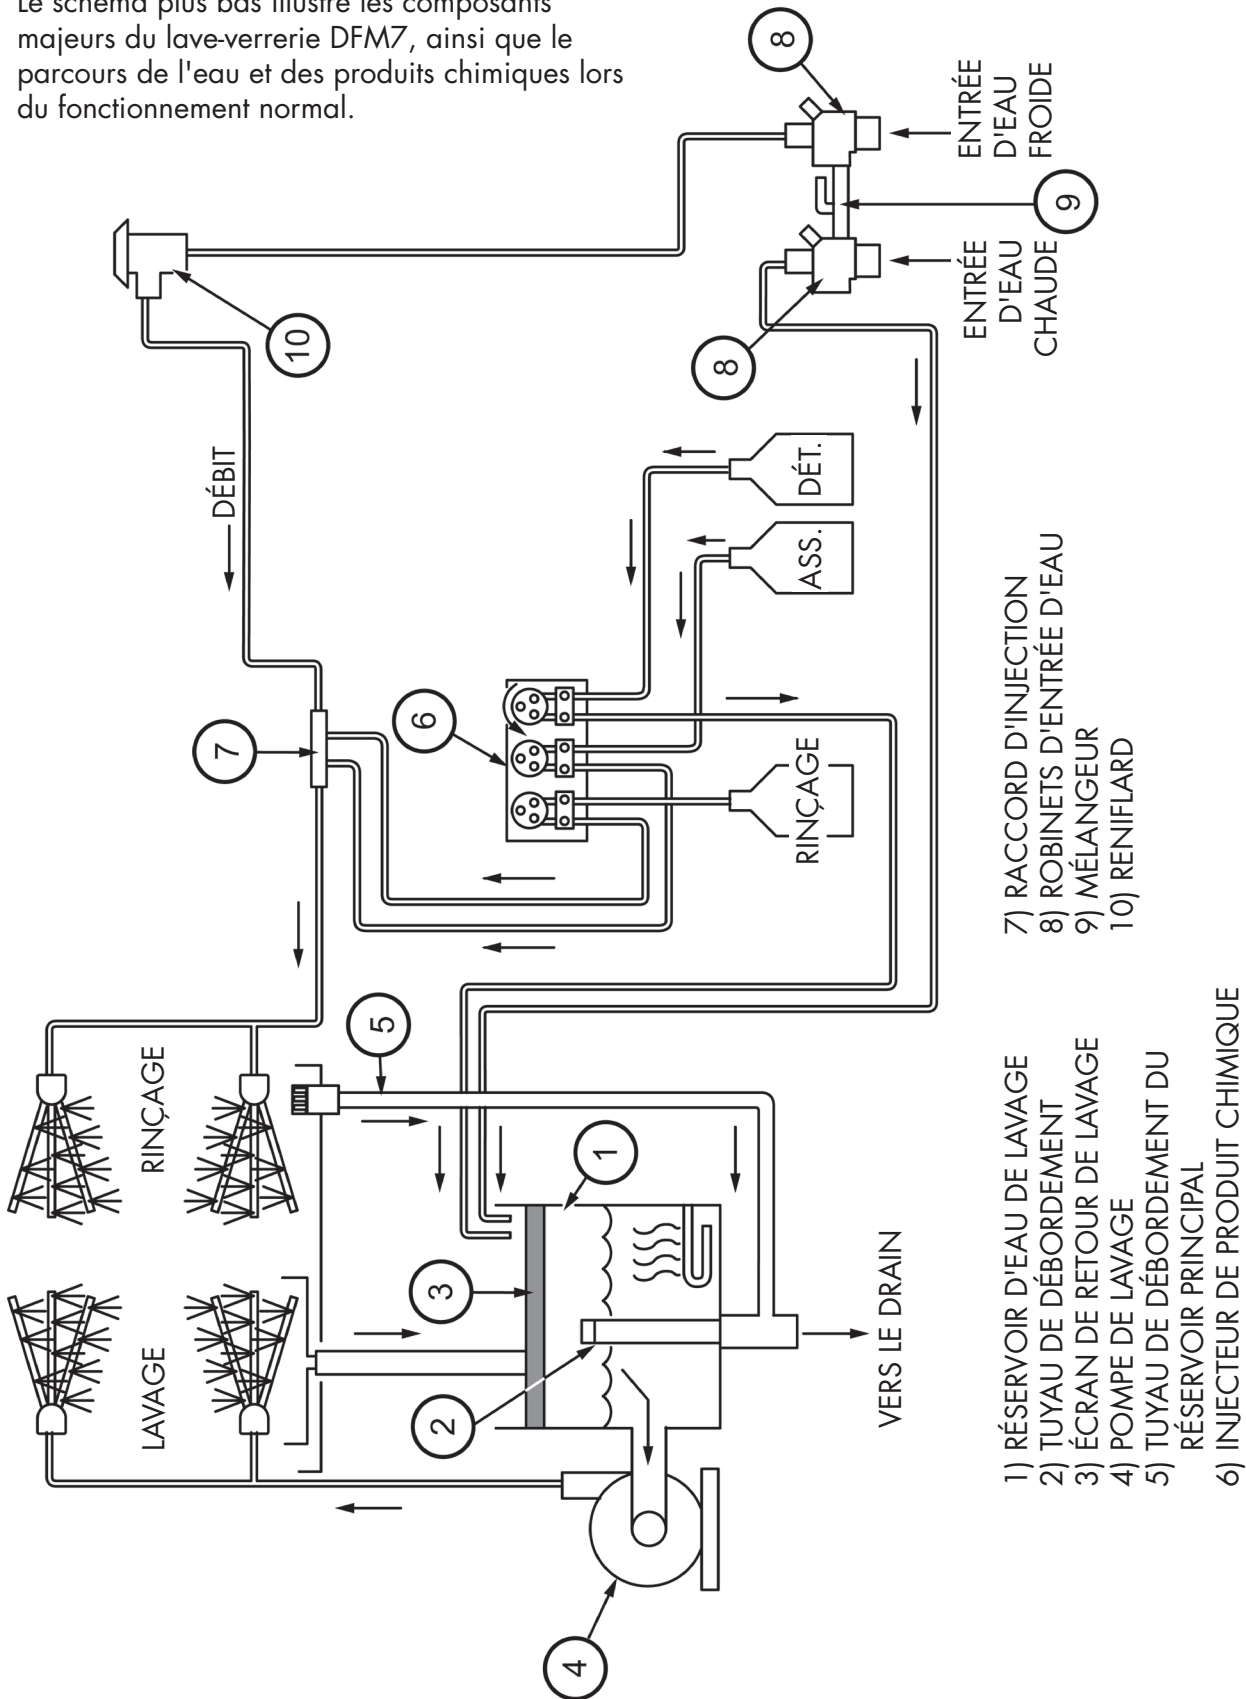 Le schéma plus bas illustre les composants
majeurs du lave-verrerie DFM7, ainsi que le
parcours de l'eau et des produits chimiques lors
du fonctionnement normal.
8
ENTRÉE
D'EAU
FROIDE
9
ENTRÉE
D'EAU
CHAUDE
8
10
DÉBIT
DÉT.
ASS.
RINÇAGE
6
7
RINÇAGE
5
1
3
LAVAGE
2
VERS LE DRAIN
4
1) RÉSERVOIR D'EAU DE LAVAGE
2) TUYAU DE DÉBORDEMENT
3) ÉCRAN DE RETOUR DE LAVAGE
4) POMPE DE LAVAGE
5) TUYAU DE DÉBORDEMENT DU
RÉSERVOIR PRINCIPAL
6) INJECTEUR DE PRODUIT CHIMIQUE
7) RACCORD D'INJECTION
8) ROBINETS D'ENTRÉE D'EAU
9) MÉLANGEUR
10) RENIFLARD